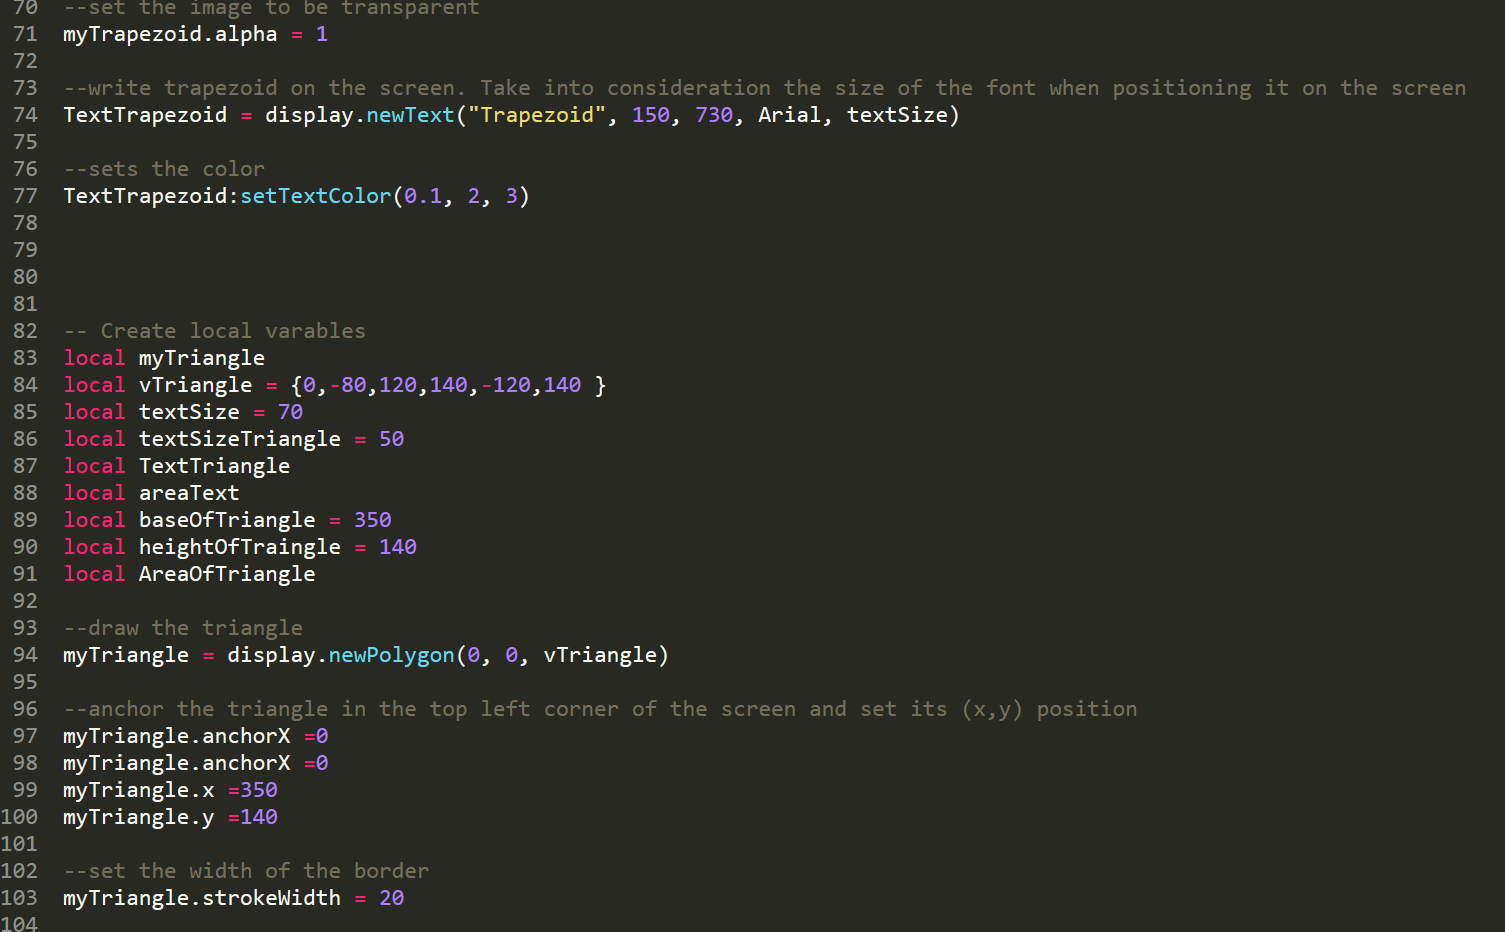 70 --set the image to be transparent
71 myTrapezoid.alpha = 1
72
73 --write trapezoid on the screen. Take into consideration the size of the font when positioning it on the screen
74 TextTrapezoid = display.newText("Trapezoid", 150, 730, Arial, textSize)
75
76 --sets the color
77 TextTrapezoid:setTextColor(0.1, 2, 3)
78
79
80
81
82 -- Create local varables
83 local myTriangle
84 local vTriangle = {0,-80,120,140,-120,140 }
85 local textSize = 70
86 local textSizeTriangle = 50
87 local TextTriangle
88 local areaText
89 local baseOfTriangle = 350
90 local heightOfTraingle = 140
91 local AreaOfTriangle
92
93 --draw the triangle
94 myTriangle = display.newPolygon(0, 0, vTriangle)
95
96 --anchor the triangle in the top left corner of the screen and set its (x,y) position
97 myTriangle.anchorX =0
98 myTriangle.anchorX =0
99 myTriangle.x =350
100 myTriangle.y =140
101
102 --set the width of the border
103 myTriangle.strokeWidth = 20
104